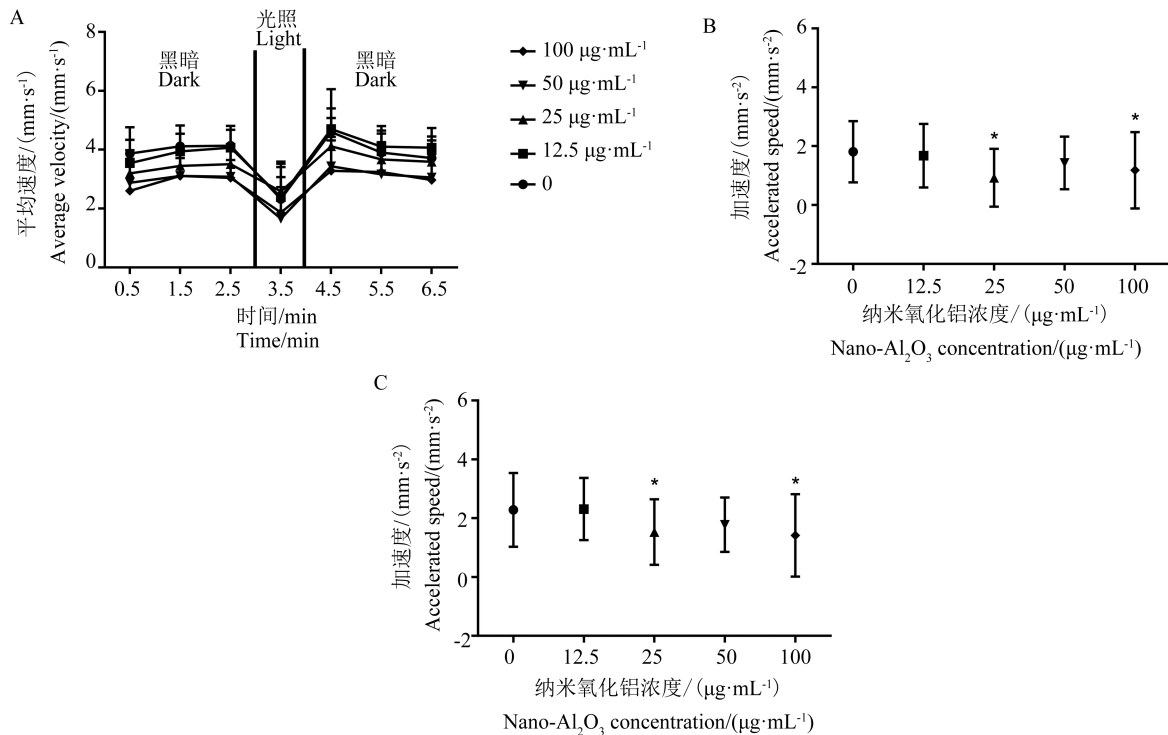 A
平均速度/(mm·s⁻¹)
Average velocity/(mm·s⁻¹)
8
6
4
2
0
黑暗
Dark
光照
Light
黑暗
Dark
0.5 1.5 2.5 3.5 4.5 5.5 6.5
时间/min
Time/min
100 μg·mL⁻¹
50 μg·mL⁻¹
25 μg·mL⁻¹
12.5 μg·mL⁻¹
0
B
加速度/(mm·s⁻²)
Accelerated speed/(mm·s⁻²)
6
4
2
0
-2
* *
0 12.5 25 50 100
纳米氧化铝浓度/(μg·mL⁻¹)
Nano-Al₂O₃ concentration/(μg·mL⁻¹)
C
加速度/(mm·s⁻²)
Accelerated speed/(mm·s⁻²)
6
4
2
0
-2
* *
0 12.5 25 50 100
纳米氧化铝浓度/(μg·mL⁻¹)
Nano-Al₂O₃ concentration/(μg·mL⁻¹)